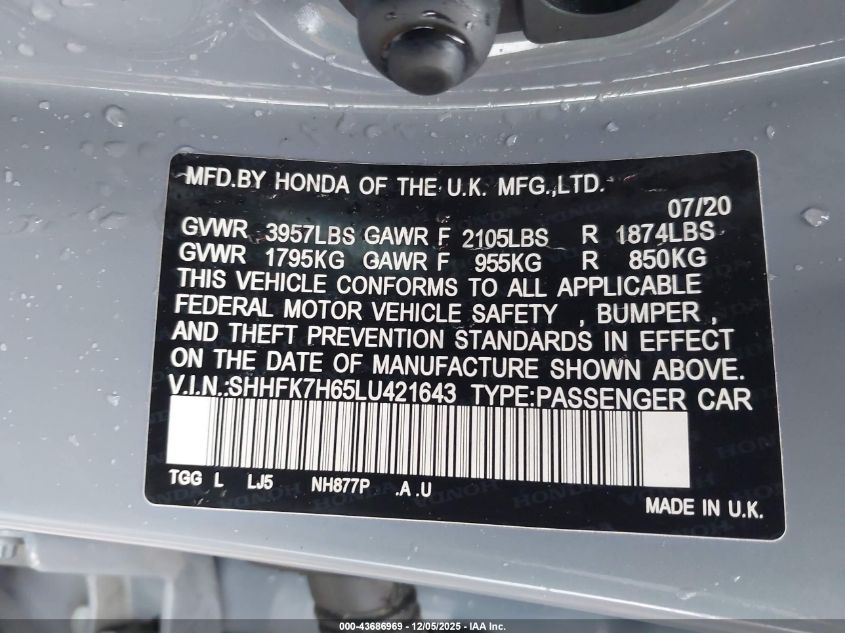 MFD.BY HONDA OF THE U.K. MFG.,LTD.
07/20
GVWR 3957LBS GAWR F 2105LBS R 1874LBS
GVWR 1795KG GAWR F 955KG R 850KG
THIS VEHICLE CONFORMS TO ALL APPLICABLE
FEDERAL MOTOR VEHICLE SAFETY , BUMPER ,
AND THEFT PREVENTION STANDARDS IN EFFECT
ON THE DATE OF MANUFACTURE SHOWN ABOVE.
V.I.N.:SHHFK7H65LU421643 TYPE:PASSENGER CAR
TGG L LJ5 NH877P .A .U
MADE IN U.K.
000-43686969 - 12/05/2025 - IAA Inc.